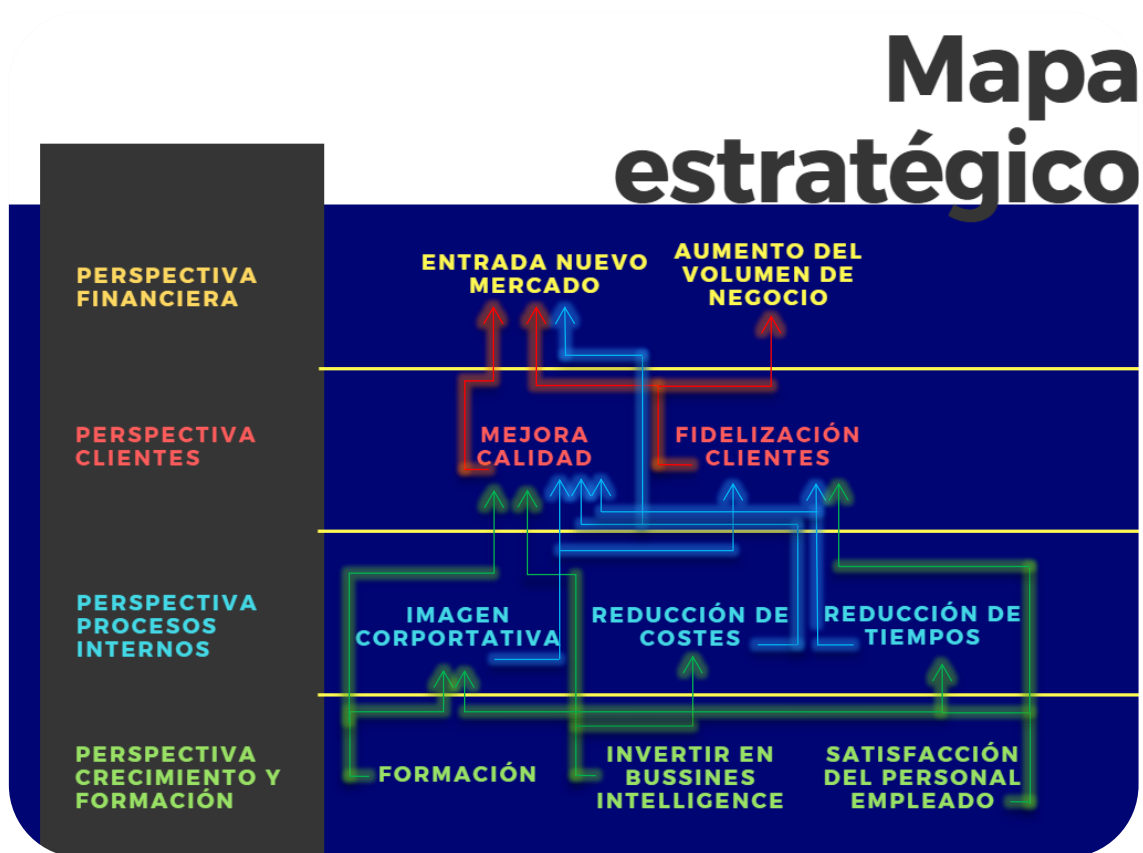 Mapa
estratégico
PERSPECTIVA
FINANCIERA
ENTRADA NUEVO
MERCADO
AUMENTO DEL
VOLUMEN DE
NEGOCIO
PERSPECTIVA
CLIENTES
MEJORA
CALIDAD
FIDELIZACIÓN
CLIENTES
PERSPECTIVA
PROCESOS
INTERNOS
IMAGEN
CORPORTATIVA
REDUCCIÓN DE
COSTES
REDUCCIÓN DE
TIEMPOS
PERSPECTIVA
CRECIMIENTO Y
FORMACIÓN
FORMACIÓN
INVERTIR EN
BUSSINES
INTELLIGENCE
SATISFACCIÓN
DEL PERSONAL
EMPLEADO